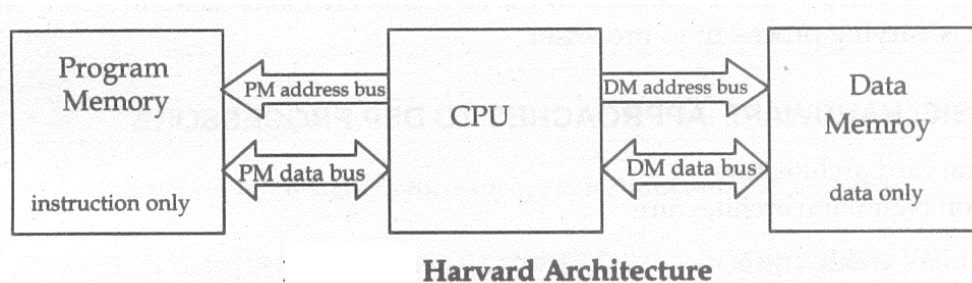 Program
Memory
instruction only
PM address bus
PM data bus
CPU
DM address bus
DM data bus
Data
Memroy
data only
Harvard Architecture